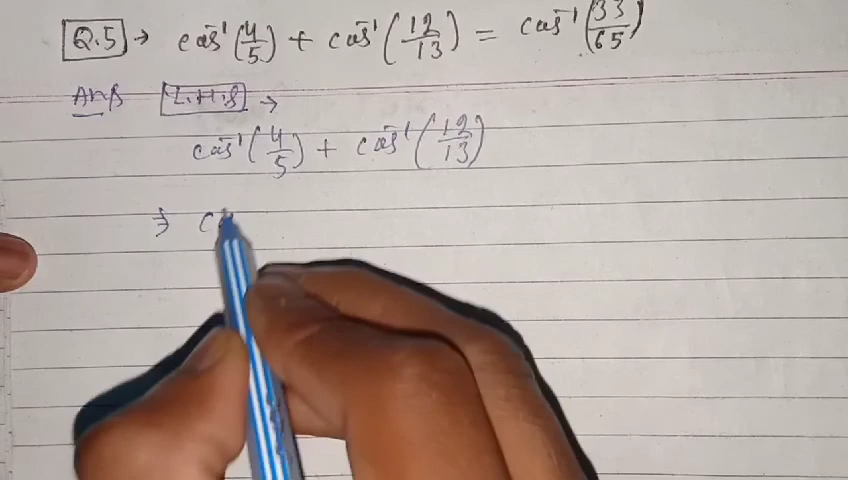 Q.5 → cos⁻¹(4/5) + cos⁻¹(12/13) = cos⁻¹(33/65)
Ans L.H.S →
cos⁻¹(4/5) + cos⁻¹(12/13)
⇒ co